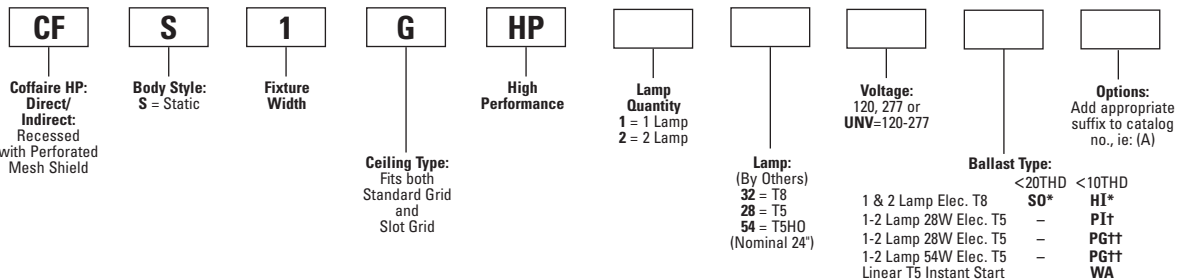 CF S 1 G HP
Coffaire HP:
Direct/
Indirect:
Recessed
with Perforated
Mesh Shield
Body Style:
S = Static
Fixture
Width
Ceiling Type:
Fits both
Standard Grid
and
Slot Grid
High
Performance
Lamp
Quantity
1 = 1 Lamp
2 = 2 Lamp
Lamp:
(By Others)
32 = T8
28 = T5
54 = T5HO
(Nominal 24")
Voltage:
120, 277 or
UNV=120-277
Ballast Type:
<20THD <10THD
1 & 2 Lamp Elec. T8 SO* HI*
1-2 Lamp 28W Elec. T5 – PI†
1-2 Lamp 28W Elec. T5 – PG††
1-2 Lamp 54W Elec. T5 – PG††
Linear T5 Instant Start WA
Options:
Add appropriate
suffix to catalog
no., ie: (A)